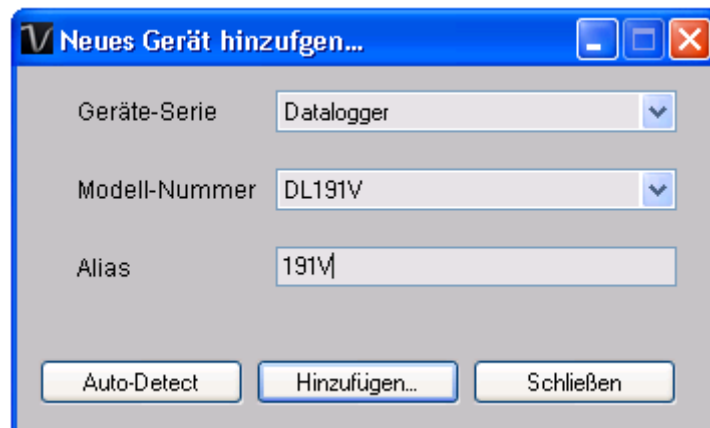 Neues Gerät hinzufgen...
Geräte-Serie Datalogger
Modell-Nummer DL191V
Alias 191V
Auto-Detect Hinzufügen... Schließen